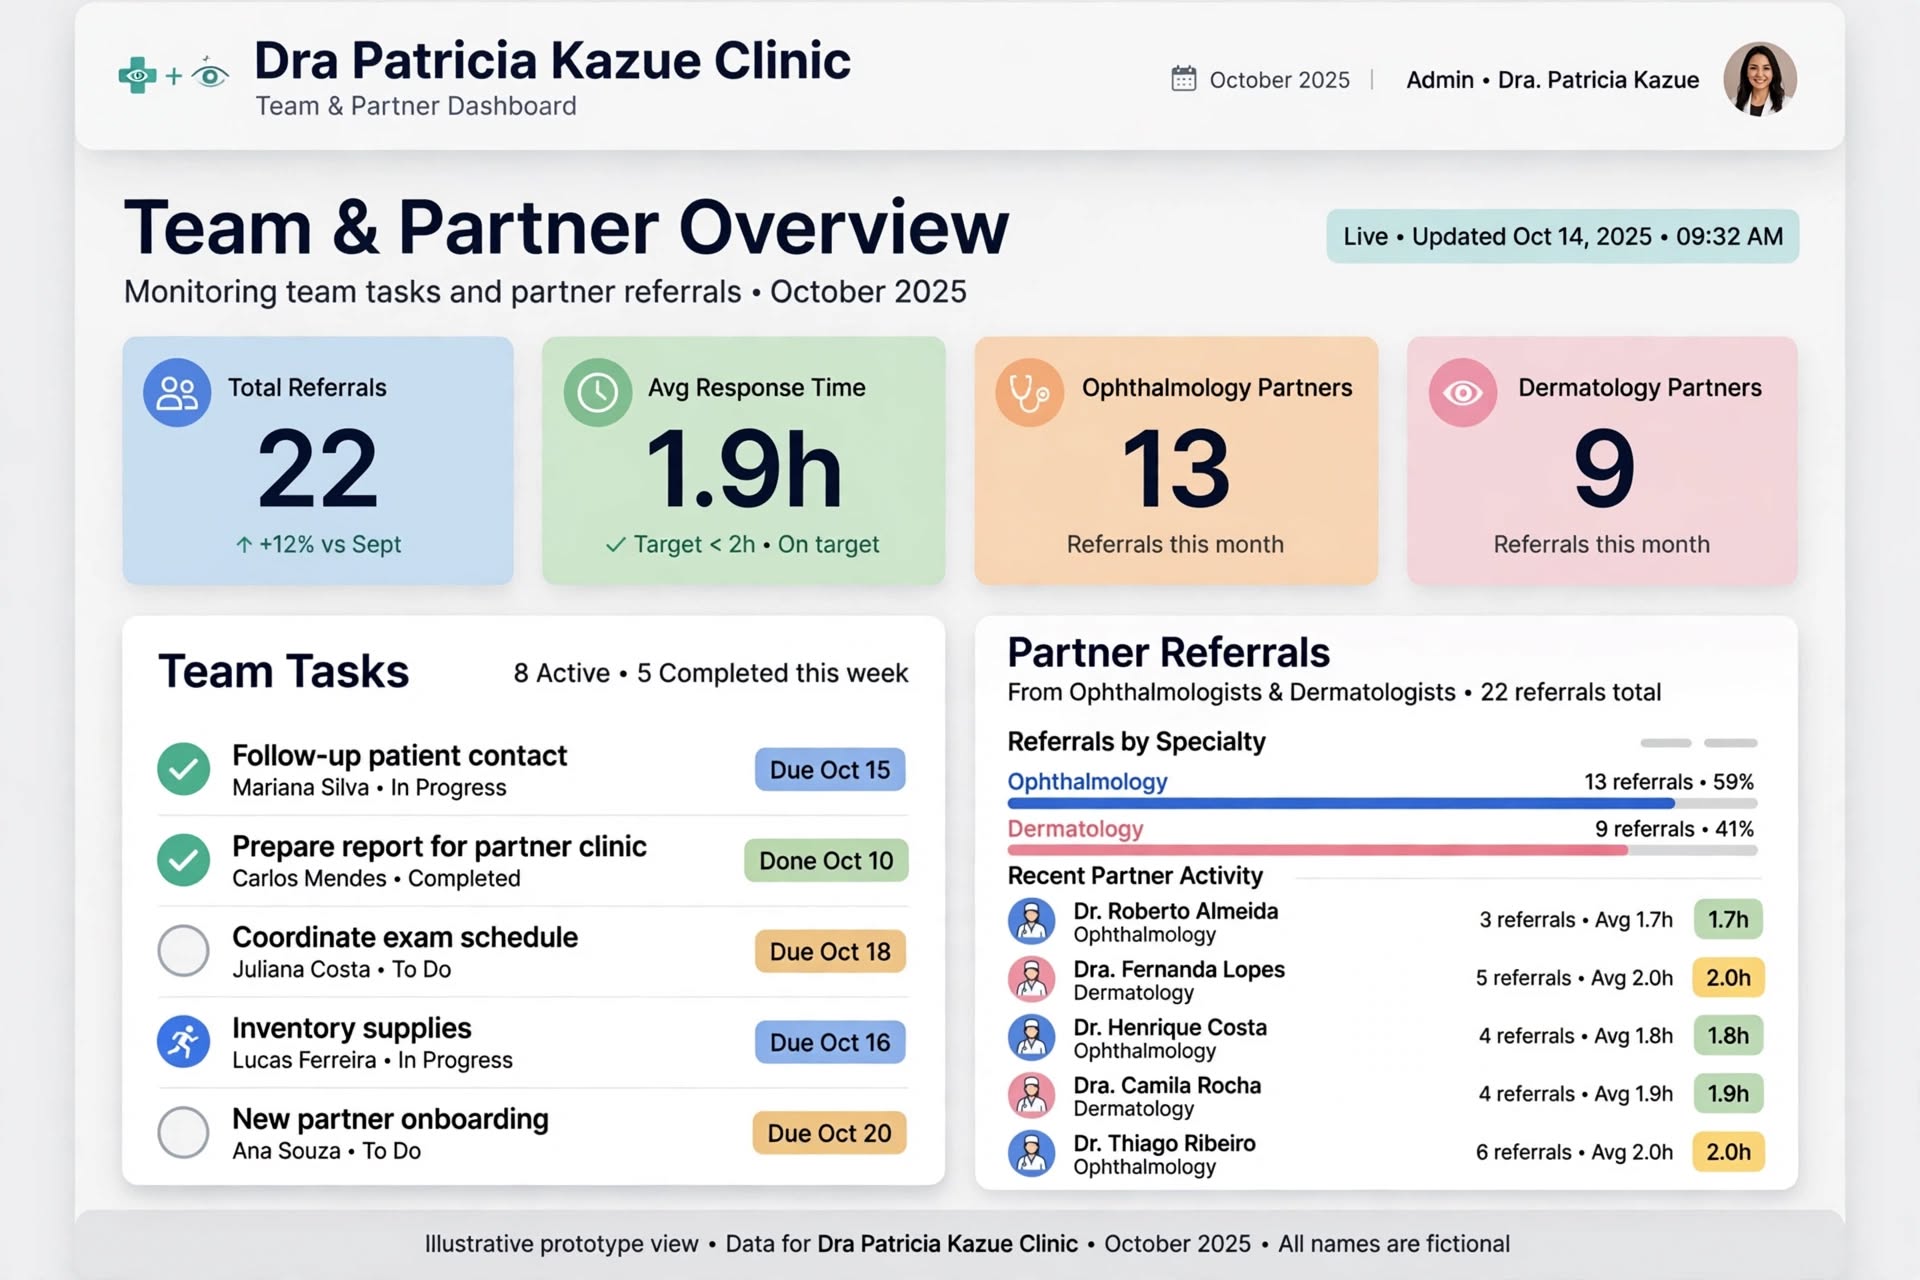 Dra Patricia Kazue Clinic
Team & Partner Dashboard
October 2025
Admin • Dra. Patricia Kazue
Team & Partner Overview
Monitoring team tasks and partner referrals • October 2025
Live • Updated Oct 14, 2025 • 09:32 AM
Total Referrals
22
↑ +12% vs Sept
Avg Response Time
1.9h
✓ Target < 2h • On target
Ophthalmology Partners
13
Referrals this month
Dermatology Partners
9
Referrals this month
Team Tasks
8 Active • 5 Completed this week
Follow-up patient contact
Mariana Silva • In Progress
Due Oct 15
Prepare report for partner clinic
Carlos Mendes • Completed
Done Oct 10
Coordinate exam schedule
Juliana Costa • To Do
Due Oct 18
Inventory supplies
Lucas Ferreira • In Progress
Due Oct 16
New partner onboarding
Ana Souza • To Do
Due Oct 20
Partner Referrals
From Ophthalmologists & Dermatologists • 22 referrals total
Referrals by Specialty
Ophthalmology
13 referrals • 59%
Dermatology
9 referrals • 41%
Recent Partner Activity
Dr. Roberto Almeida
Ophthalmology
3 referrals • Avg 1.7h
1.7h
Dra. Fernanda Lopes
Dermatology
5 referrals • Avg 2.0h
2.0h
Dr. Henrique Costa
Ophthalmology
4 referrals • Avg 1.8h
1.8h
Dra. Camila Rocha
Dermatology
4 referrals • Avg 1.9h
1.9h
Dr. Thiago Ribeiro
Ophthalmology
6 referrals • Avg 2.0h
2.0h
Illustrative prototype view • Data for Dra Patricia Kazue Clinic • October 2025 • All names are fictional